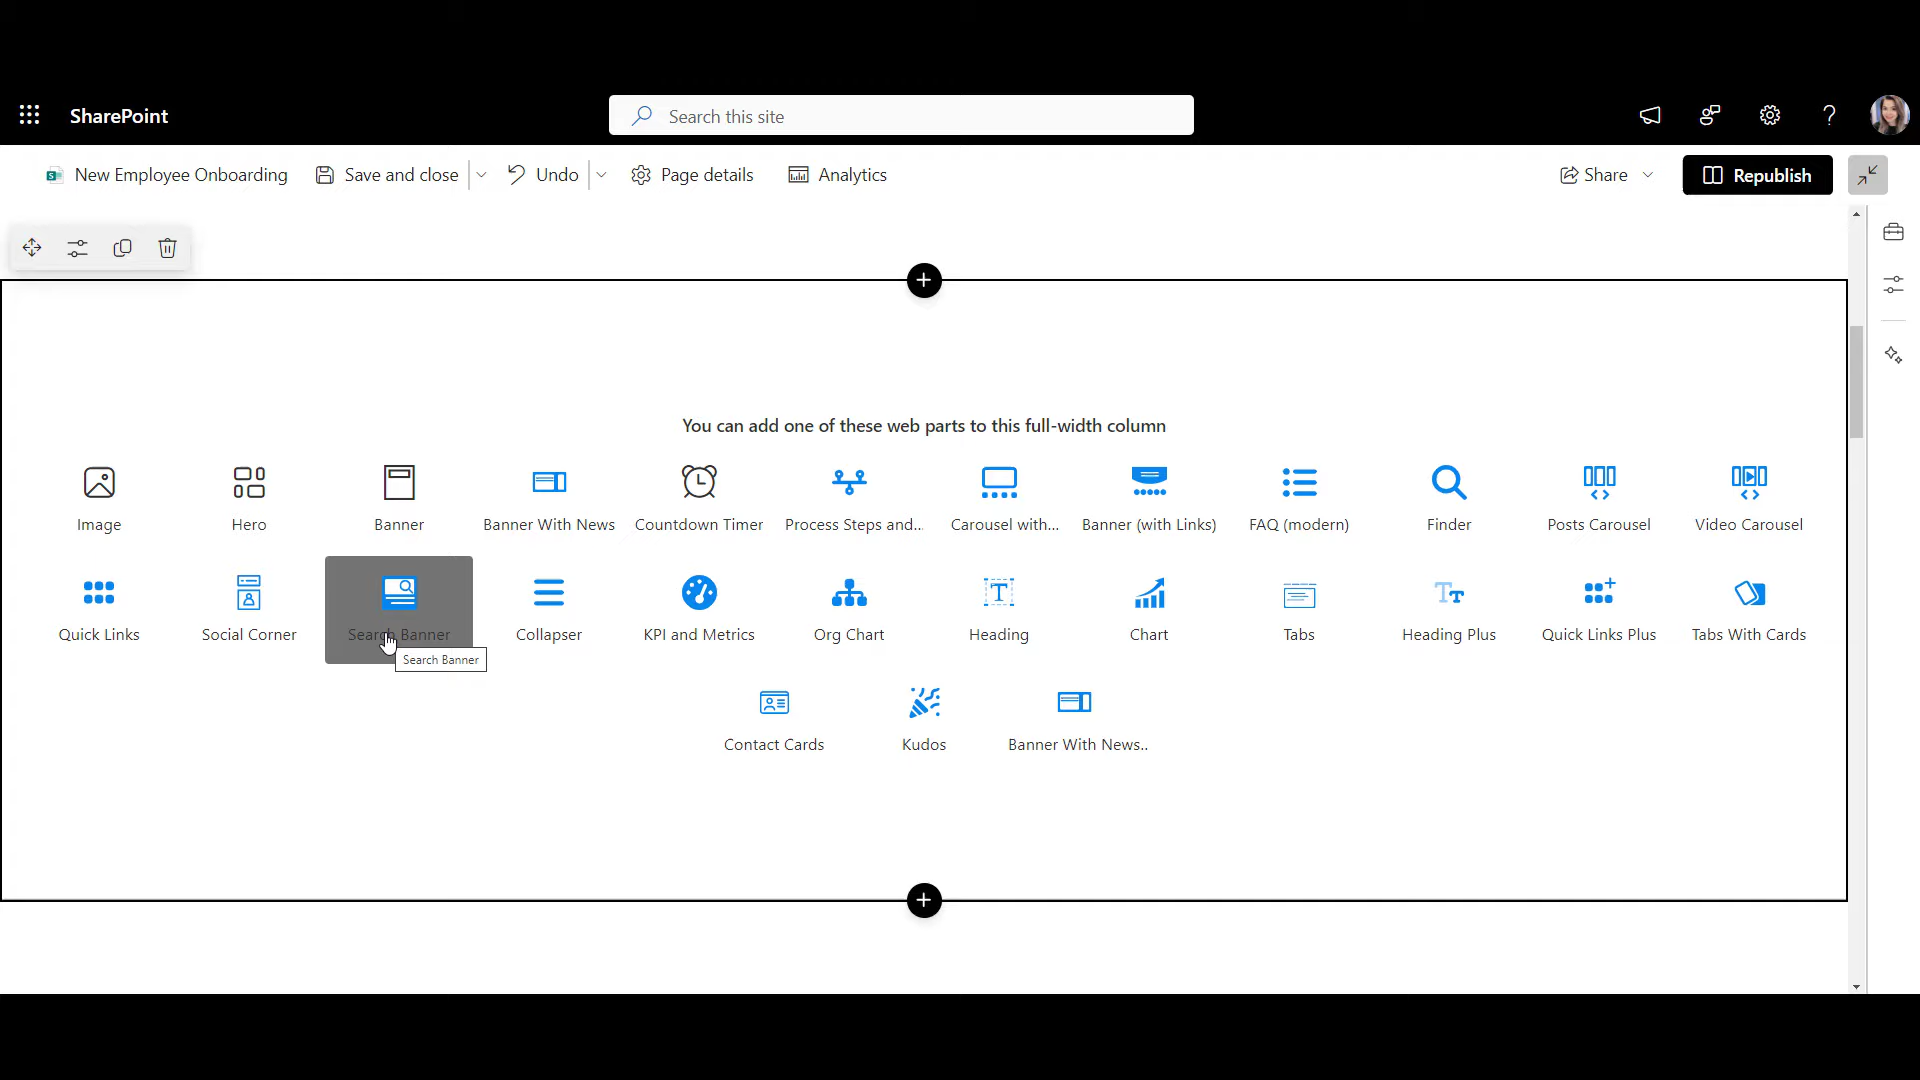 SharePoint
Search this site
New Employee Onboarding
Save and close
Undo
Page details
Analytics
Share
Republish
You can add one of these web parts to this full-width column
Image
Hero
Banner
Banner With News
Countdown Timer
Process Steps and...
Carousel with...
Banner (with Links)
FAQ (modern)
Finder
Posts Carousel
Video Carousel
Quick Links
Social Corner
Search Banner
Collapser
KPI and Metrics
Org Chart
Heading
Chart
Tabs
Heading Plus
Quick Links Plus
Tabs With Cards
Search Banner
Contact Cards
Kudos
Banner With News..